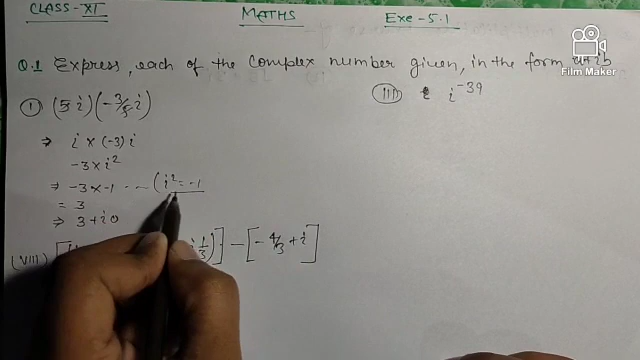 CLASS-XI MATHS Exe-5.1
Q.1 Express, each of the complex number given, in the form a+ib
Film Maker
(I) (5i)(-3/5 i)
⇒ i × (-3)i
-3 × i²
⇒ -3 × -1 ---- (i² = -1
= 3
⇒ 3+i0
(III) i^-39
(VIII) i 1/3)] - [-4/3 + i]